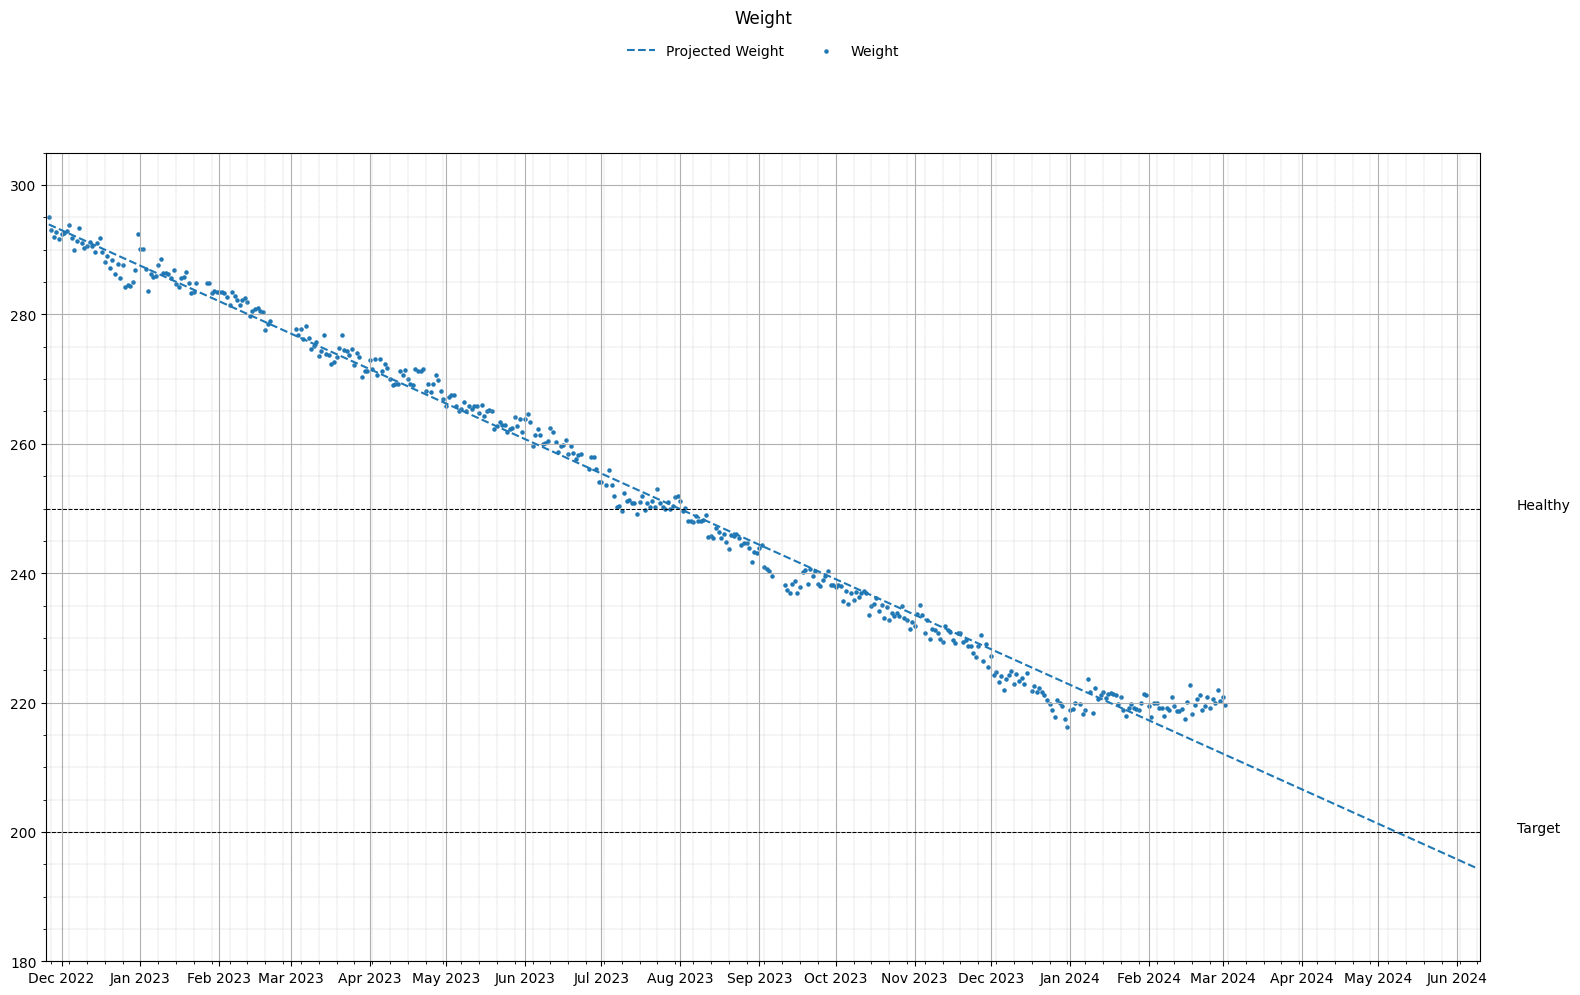 Weight
Projected Weight Weight
300
280
260
Healthy
240
220
Target
200
180
Dec 2022 Jan 2023 Feb 2023 Mar 2023 Apr 2023 May 2023 Jun 2023 Jul 2023 Aug 2023 Sep 2023 Oct 2023 Nov 2023 Dec 2023 Jan 2024 Feb 2024 Mar 2024 Apr 2024 May 2024 Jun 2024